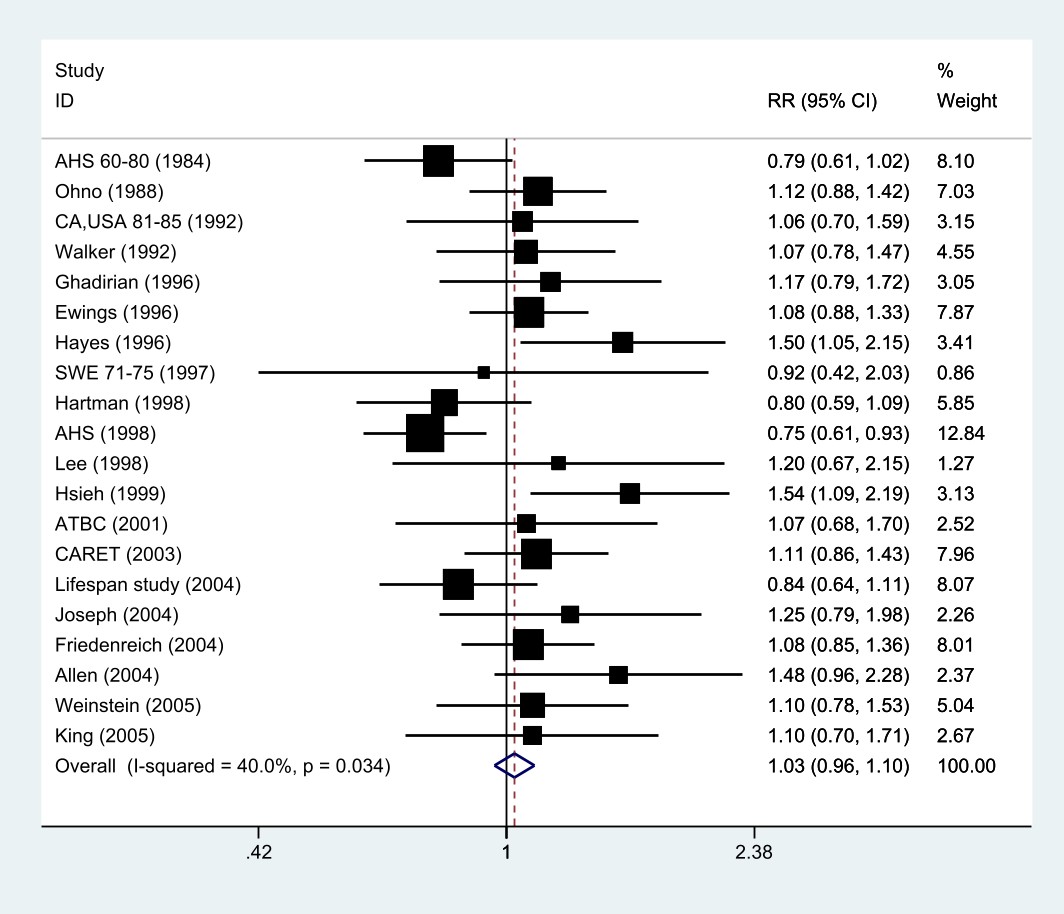 Study %
ID RR (95% CI) Weight
AHS 60-80 (1984) 0.79 (0.61, 1.02) 8.10
Ohno (1988) 1.12 (0.88, 1.42) 7.03
CA,USA 81-85 (1992) 1.06 (0.70, 1.59) 3.15
Walker (1992) 1.07 (0.78, 1.47) 4.55
Ghadirian (1996) 1.17 (0.79, 1.72) 3.05
Ewings (1996) 1.08 (0.88, 1.33) 7.87
Hayes (1996) 1.50 (1.05, 2.15) 3.41
SWE 71-75 (1997) 0.92 (0.42, 2.03) 0.86
Hartman (1998) 0.80 (0.59, 1.09) 5.85
AHS (1998) 0.75 (0.61, 0.93) 12.84
Lee (1998) 1.20 (0.67, 2.15) 1.27
Hsieh (1999) 1.54 (1.09, 2.19) 3.13
ATBC (2001) 1.07 (0.68, 1.70) 2.52
CARET (2003) 1.11 (0.86, 1.43) 7.96
Lifespan study (2004) 0.84 (0.64, 1.11) 8.07
Joseph (2004) 1.25 (0.79, 1.98) 2.26
Friedenreich (2004) 1.08 (0.85, 1.36) 8.01
Allen (2004) 1.48 (0.96, 2.28) 2.37
Weinstein (2005) 1.10 (0.78, 1.53) 5.04
King (2005) 1.10 (0.70, 1.71) 2.67
Overall (I-squared = 40.0%, p = 0.034) 1.03 (0.96, 1.10) 100.00
.42 1 2.38